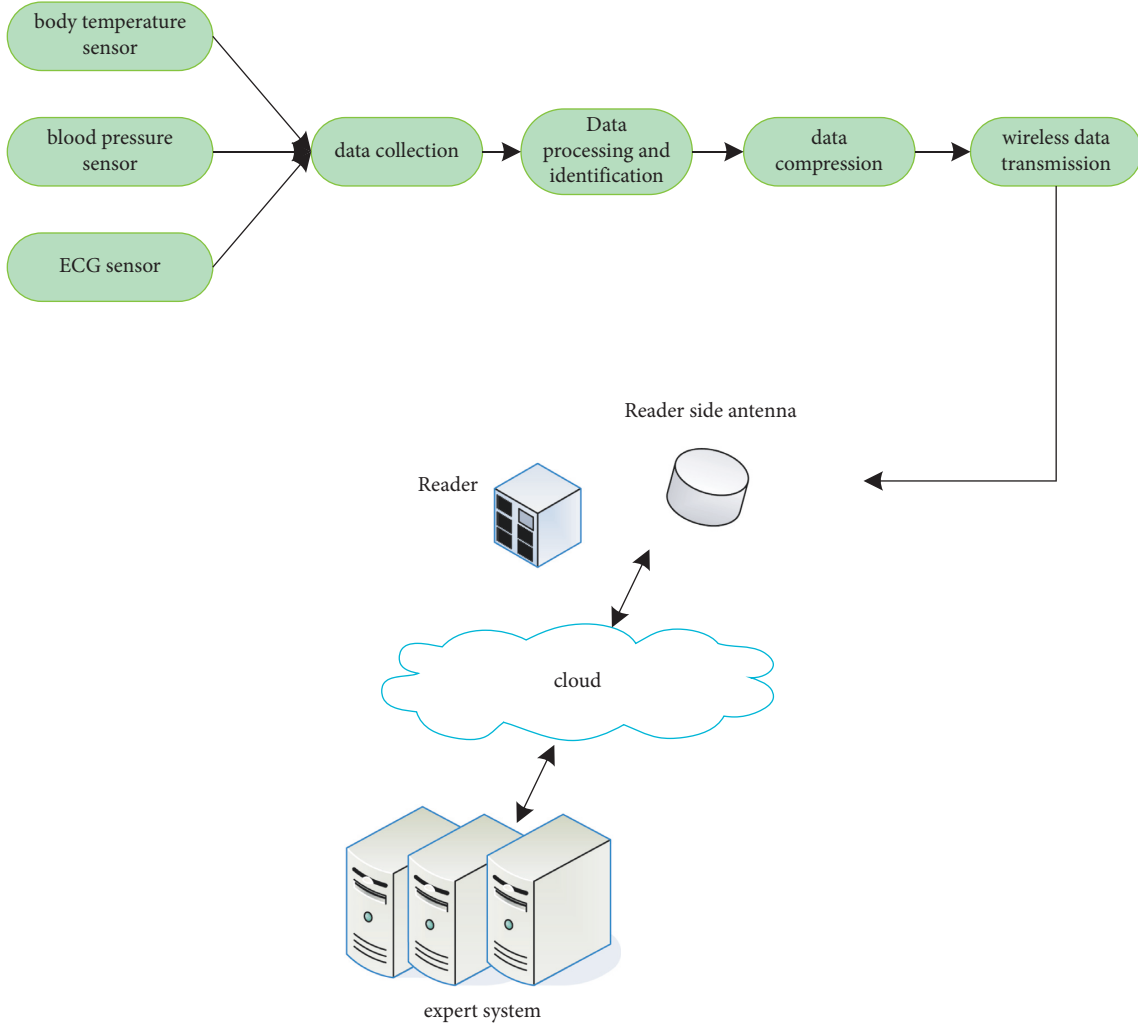 body temperature
sensor
blood pressure
sensor
ECG sensor
data collection
Data
processing and
identification
data
compression
wireless data
transmission
Reader side antenna
Reader
cloud
expert system